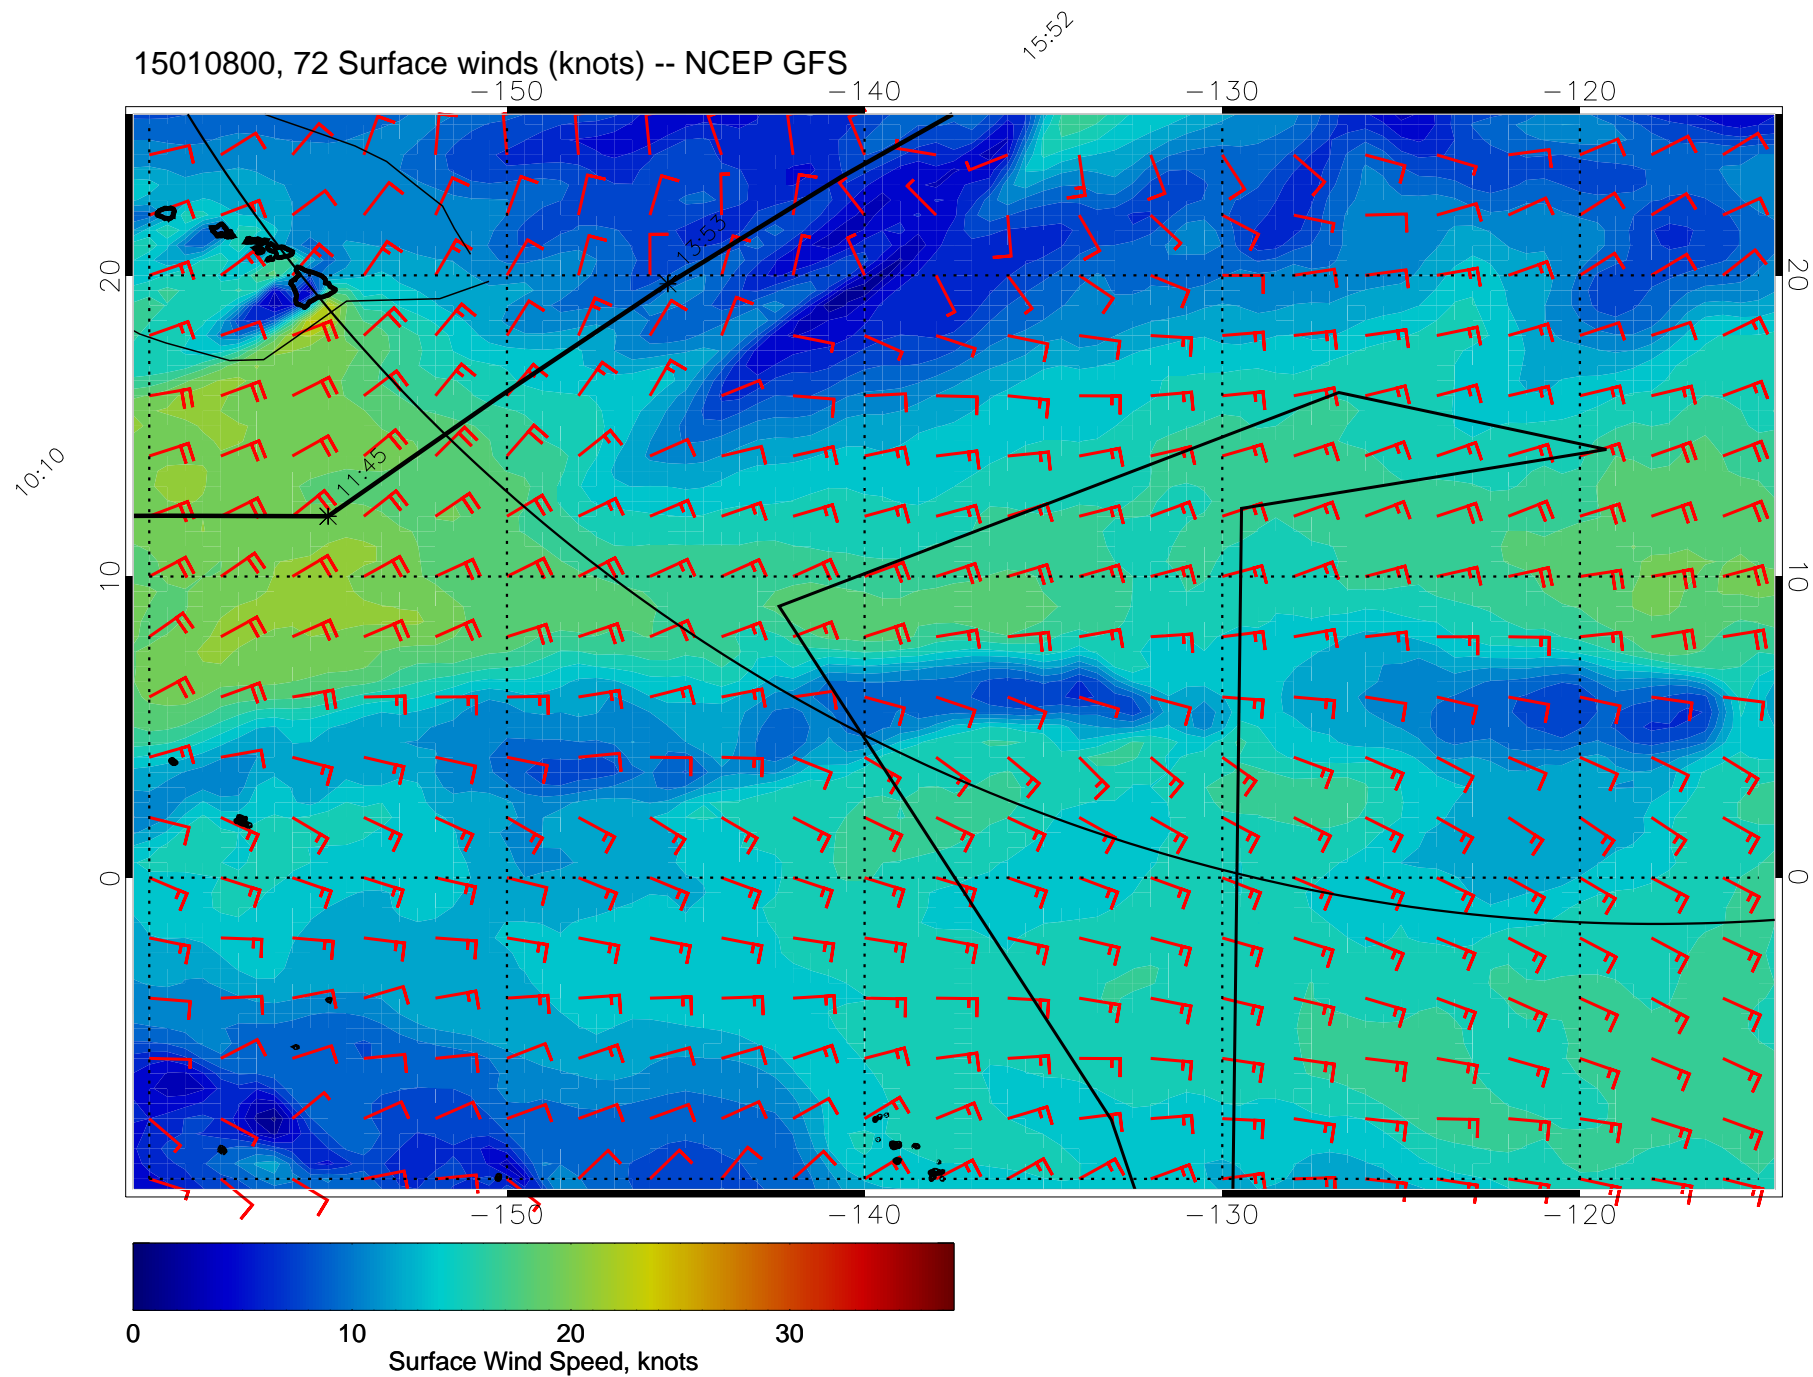 15:52
15010800, 72 Surface winds (knots) -- NCEP GFS
-150 -140 -130 -120
20 13:53 20
10:10 11:45
10 10
0 0
-150 -140 -130 -120
0 10 20 30
Surface Wind Speed, knots